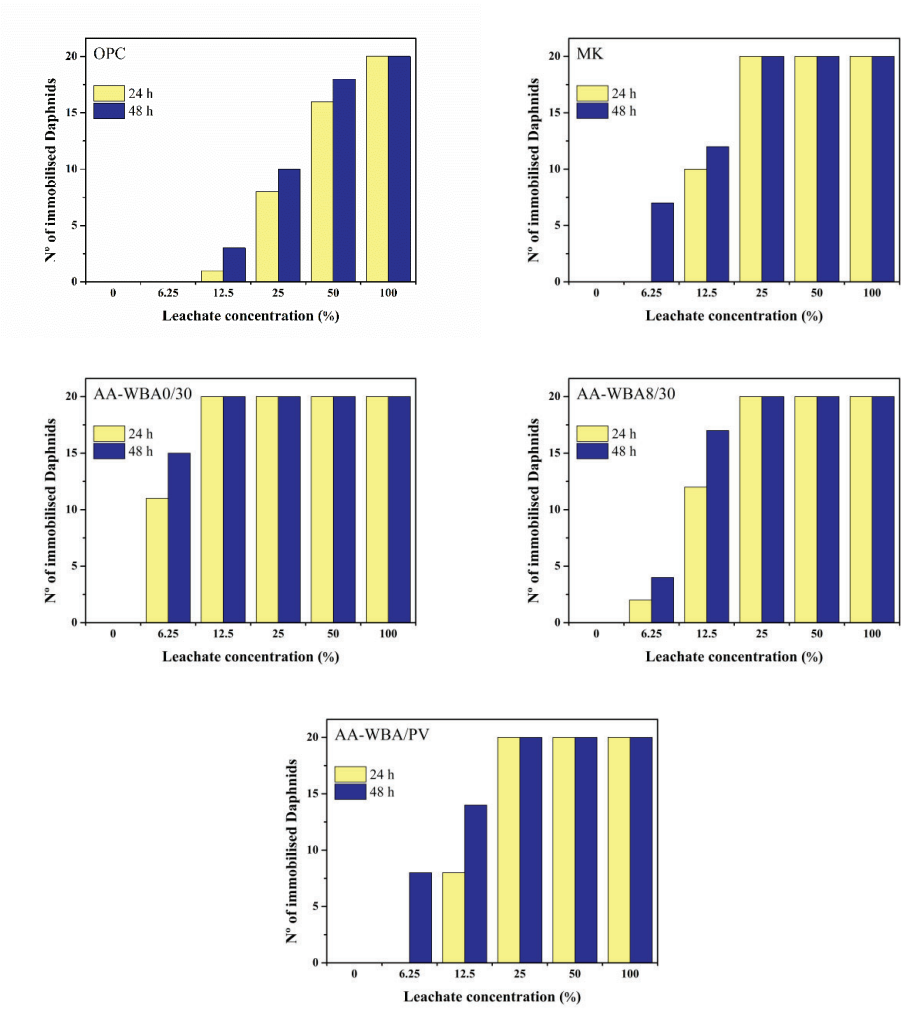 OPC
24 h
48 h
20
15
10
5
0
Nº of immobilised Daphnids
0 6.25 12.5 25 50 100
Leachate concentration (%)
MK
24 h
48 h
20
15
10
5
0
Nº of immobilised Daphnids
0 6.25 12.5 25 50 100
Leachate concentration (%)
AA-WBA0/30
24 h
48 h
20
15
10
5
0
Nº of immobilised Daphnids
0 6.25 12.5 25 50 100
Leachate concentration (%)
AA-WBA8/30
24 h
48 h
20
15
10
5
0
Nº of immobilised Daphnids
0 6.25 12.5 25 50 100
Leachate concentration (%)
AA-WBA/PV
24 h
48 h
20
15
10
5
0
Nº of immobilised Daphnids
0 6.25 12.5 25 50 100
Leachate concentration (%)